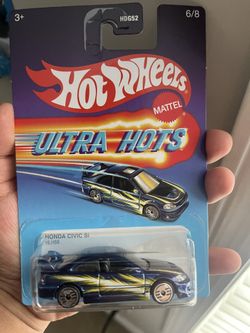 3+
HDG52
6/8
Hot Wheels
MATTEL
ULTRA HOTS
HONDA CIVIC SI